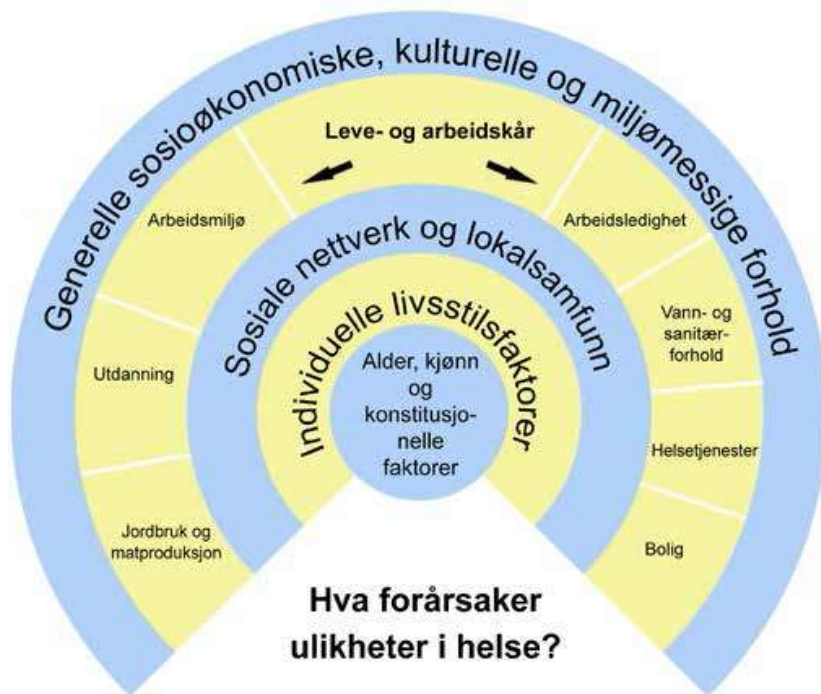 Generelle sosioøkonomiske, kulturelle og miljømessige forhold
Leve- og arbeidskår
Arbeidsmiljø
Arbeidsledighet
Sosiale nettverk og lokalsamfunn
Vann- og
sanitær-
forhold
Individuelle livsstilsfaktorer
Utdanning
Alder, kjønn
og
konstitusjo-
nelle
faktorer
Helsetjenester
Jordbruk og
matproduksjon
Bolig
Hva forårsaker
ulikheter i helse?